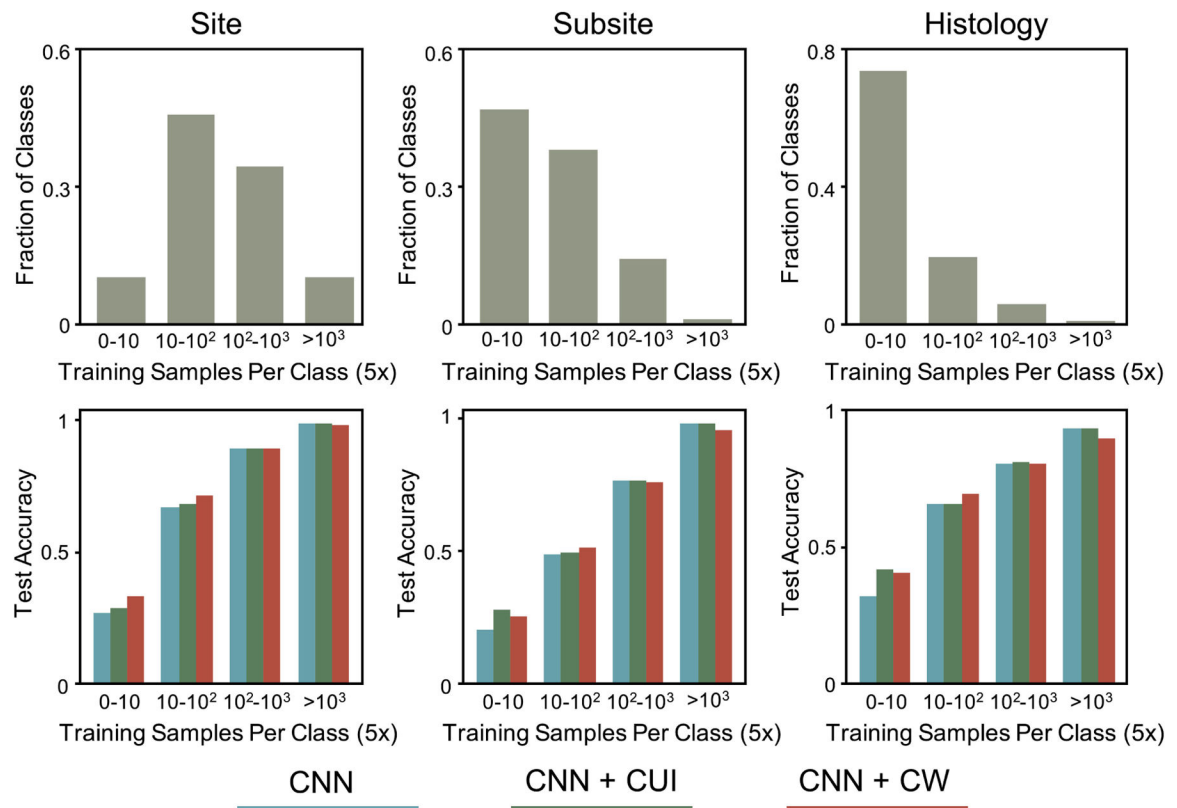 Site
Subsite
Histology
0.6
0.3
0
Fraction of Classes
0-10
10-10²
10²-10³
>10³
Training Samples Per Class (5x)
0.6
0.3
0
Fraction of Classes
0-10
10-10²
10²-10³
>10³
Training Samples Per Class (5x)
0.8
0.4
0
Fraction of Classes
0-10
10-10²
10²-10³
>10³
Training Samples Per Class (5x)
1
0.5
0
Test Accuracy
0-10
10-10²
10²-10³
>10³
Training Samples Per Class (5x)
1
0.5
0
Test Accuracy
0-10
10-10²
10²-10³
>10³
Training Samples Per Class (5x)
1
0.5
0
Test Accuracy
0-10
10-10²
10²-10³
>10³
Training Samples Per Class (5x)
CNN
CNN + CUI
CNN + CW